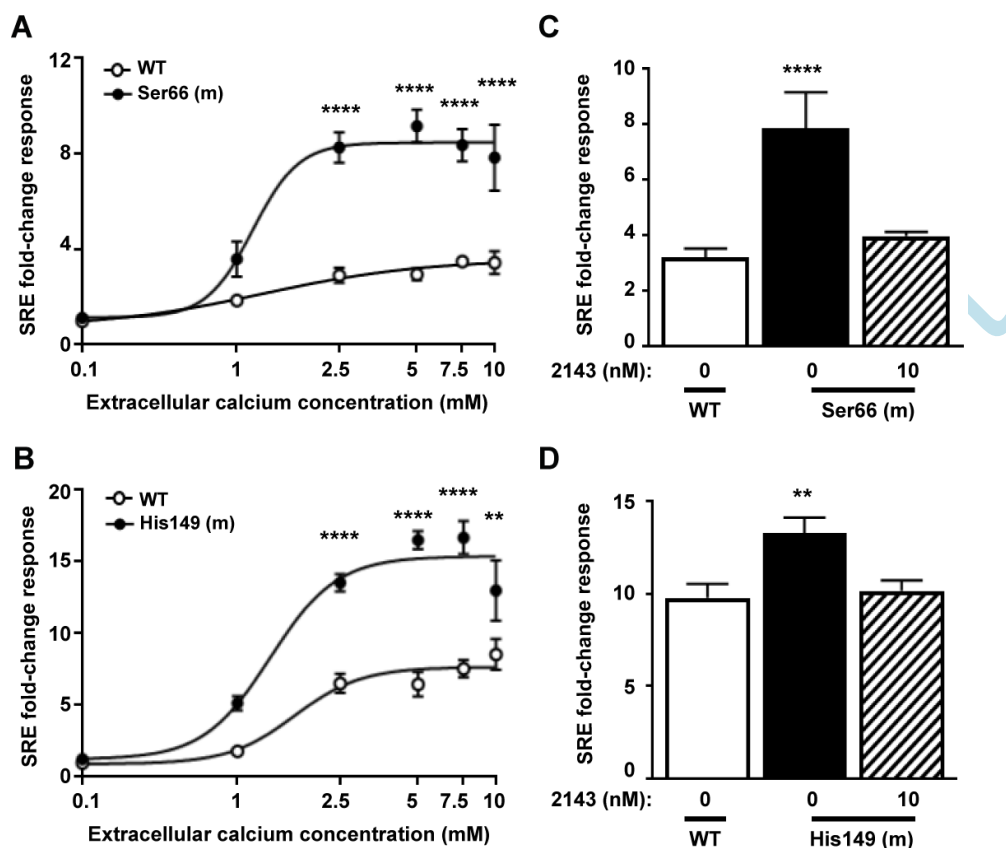 A
SRE fold-change response
12
8
4
0
WT
Ser66 (m)
****
****
****
****
0.1 1 2.5 5 7.5 10
Extracellular calcium concentration (mM)
C
SRE fold-change response
10
8
6
4
2
0
****
2143 (nM): 0 0 10
WT Ser66 (m)
B
SRE fold-change response
20
15
10
5
0
WT
His149 (m)
****
****
****
**
0.1 1 2.5 5 7.5 10
Extracellular calcium concentration (mM)
D
SRE fold-change response
15
10
5
0
**
2143 (nM): 0 0 10
WT His149 (m)